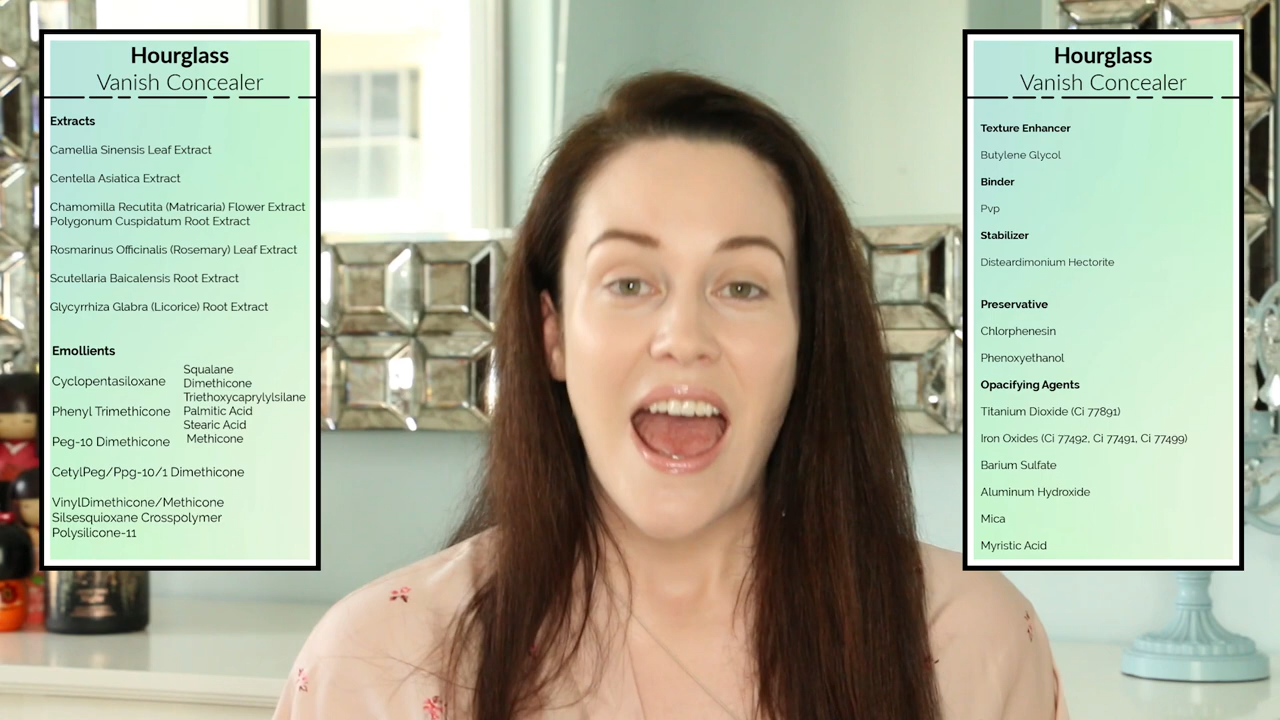 Hourglass
Vanish Concealer
Extracts
Camellia Sinensis Leaf Extract
Centella Asiatica Extract
Chamomilla Recutita (Matricaria) Flower Extract
Polygonum Cuspidatum Root Extract
Rosmarinus Officinalis (Rosemary) Leaf Extract
Scutellaria Baicalensis Root Extract
Glycyrrhiza Glabra (Licorice) Root Extract
Emollients
Cyclopentasiloxane
Phenyl Trimethicone
Peg-10 Dimethicone
CetylPeg/Ppg-10/1 Dimethicone
VinylDimethicone/Methicone
Silsesquioxane Crosspolymer
Polysilicone-11
Squalane
Dimethicone
Triethoxycaprylylsilane
Palmitic Acid
Stearic Acid
Methicone
Hourglass
Vanish Concealer
Texture Enhancer
Butylene Glycol
Binder
Pvp
Stabilizer
Disteardimonium Hectorite
Preservative
Chlorphenesin
Phenoxyethanol
Opacifying Agents
Titanium Dioxide (Ci 77891)
Iron Oxides (Ci 77492, Ci 77491, Ci 77499)
Barium Sulfate
Aluminum Hydroxide
Mica
Myristic Acid